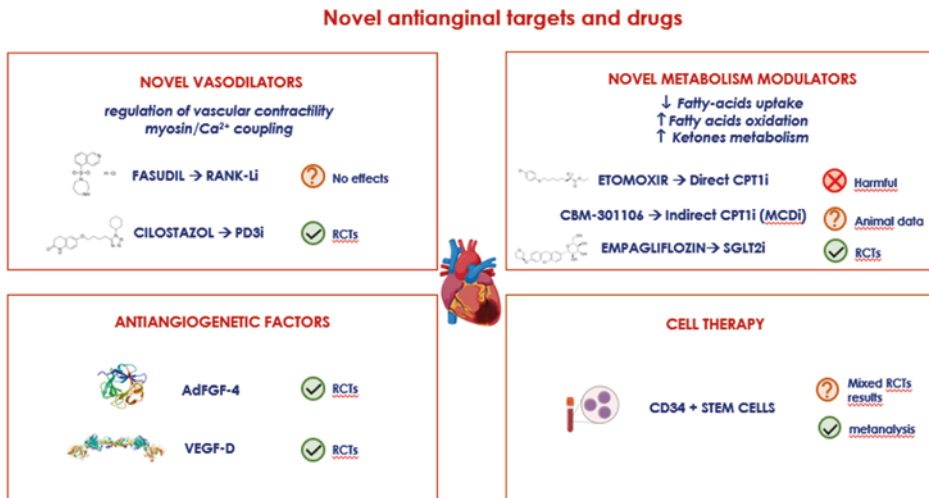 Novel antianginal targets and drugs
NOVEL VASODILATORS
regulation of vascular contractility
myosin/Ca²⁺ coupling
FASUDIL → RANK-Li
No effects
CILOSTAZOL → PD3i
RCTs
NOVEL METABOLISM MODULATORS
↓ Fatty-acids uptake
↑ Fatty acids oxidation
↑ Ketones metabolism
ETOMOXIR → Direct CPT1i
Harmful
CBM-301106 → Indirect CPT1i (MCDi)
Animal data
EMPAGLIFLOZIN → SGLT2i
RCTs
ANTIANGIOGENETIC FACTORS
AdFGF-4
RCTs
VEGF-D
RCTs
CELL THERAPY
CD34 + STEM CELLS
Mixed RCTs
results
metanalysis